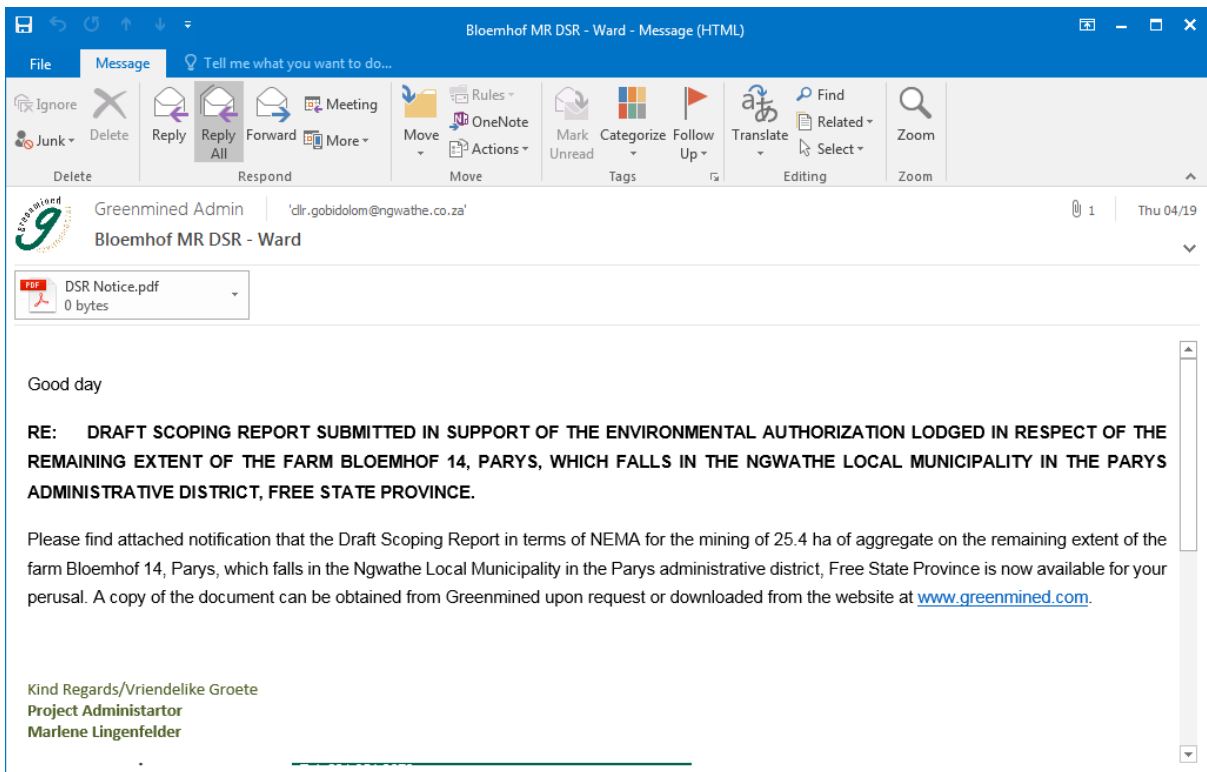 Bloemhof MR DSR - Ward - Message (HTML)
File Message Tell me what you want to do...
Ignore
Junk
Delete
Reply
Reply All
Forward
Meeting
More
Move
Rules
OneNote
Actions
Mark Unread
Categorize
Follow Up
Translate
Find
Related
Select
Zoom
Delete Respond Move Tags Editing Zoom
greenmined
g
Greenmined Admin 'dlr.gobidolom@ngwathe.co.za' 1 Thu 04/19
Bloemhof MR DSR - Ward
PDF
DSR Notice.pdf
0 bytes
Good day
RE: DRAFT SCOPING REPORT SUBMITTED IN SUPPORT OF THE ENVIRONMENTAL AUTHORIZATION LODGED IN RESPECT OF THE
REMAINING EXTENT OF THE FARM BLOEMHOF 14, PARYS, WHICH FALLS IN THE NGWATHE LOCAL MUNICIPALITY IN THE PARYS
ADMINISTRATIVE DISTRICT, FREE STATE PROVINCE.
Please find attached notification that the Draft Scoping Report in terms of NEMA for the mining of 25.4 ha of aggregate on the remaining extent of the
farm Bloemhof 14, Parys, which falls in the Ngwathe Local Municipality in the Parys administrative district, Free State Province is now available for your
perusal. A copy of the document can be obtained from Greenmined upon request or downloaded from the website at www.greenmined.com.
Kind Regards/Vriendelike Groete
Project Administartor
Marlene Lingenfelder